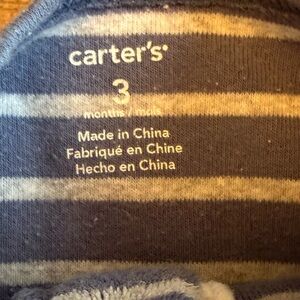 carter's
3
months / mois
Made in China
Fabriqué en Chine
Hecho en China